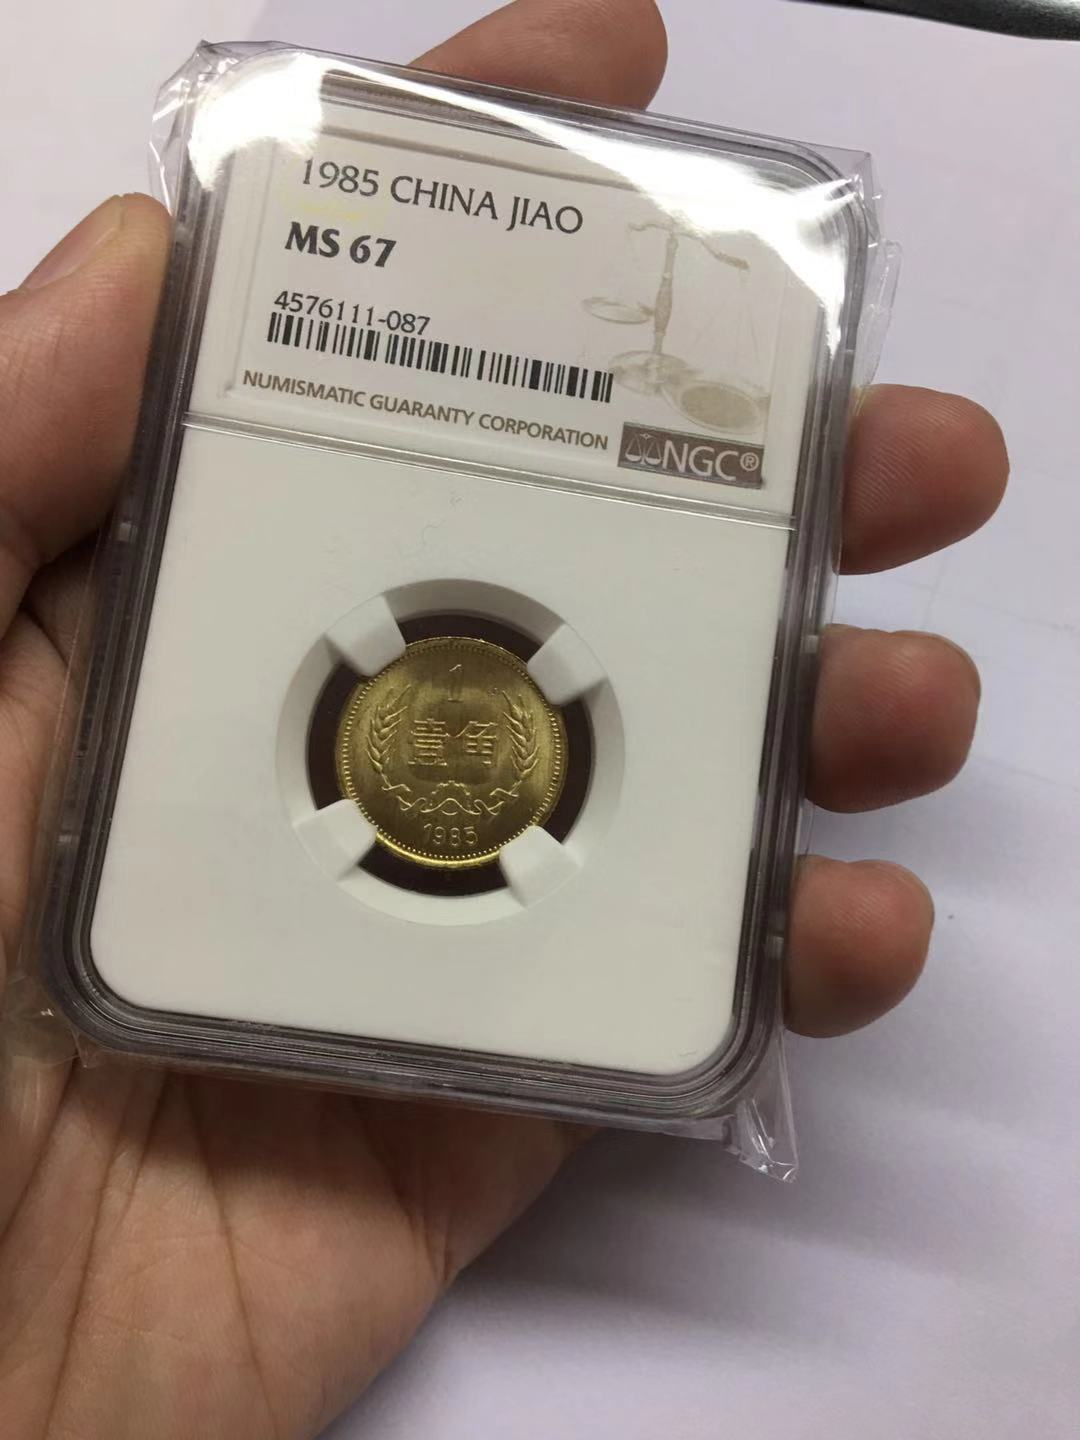 1985 CHINA JIAO
MS 67
4576111-087
NUMISMATIC GUARANTY CORPORATION
NGC®
1
壹角
1985